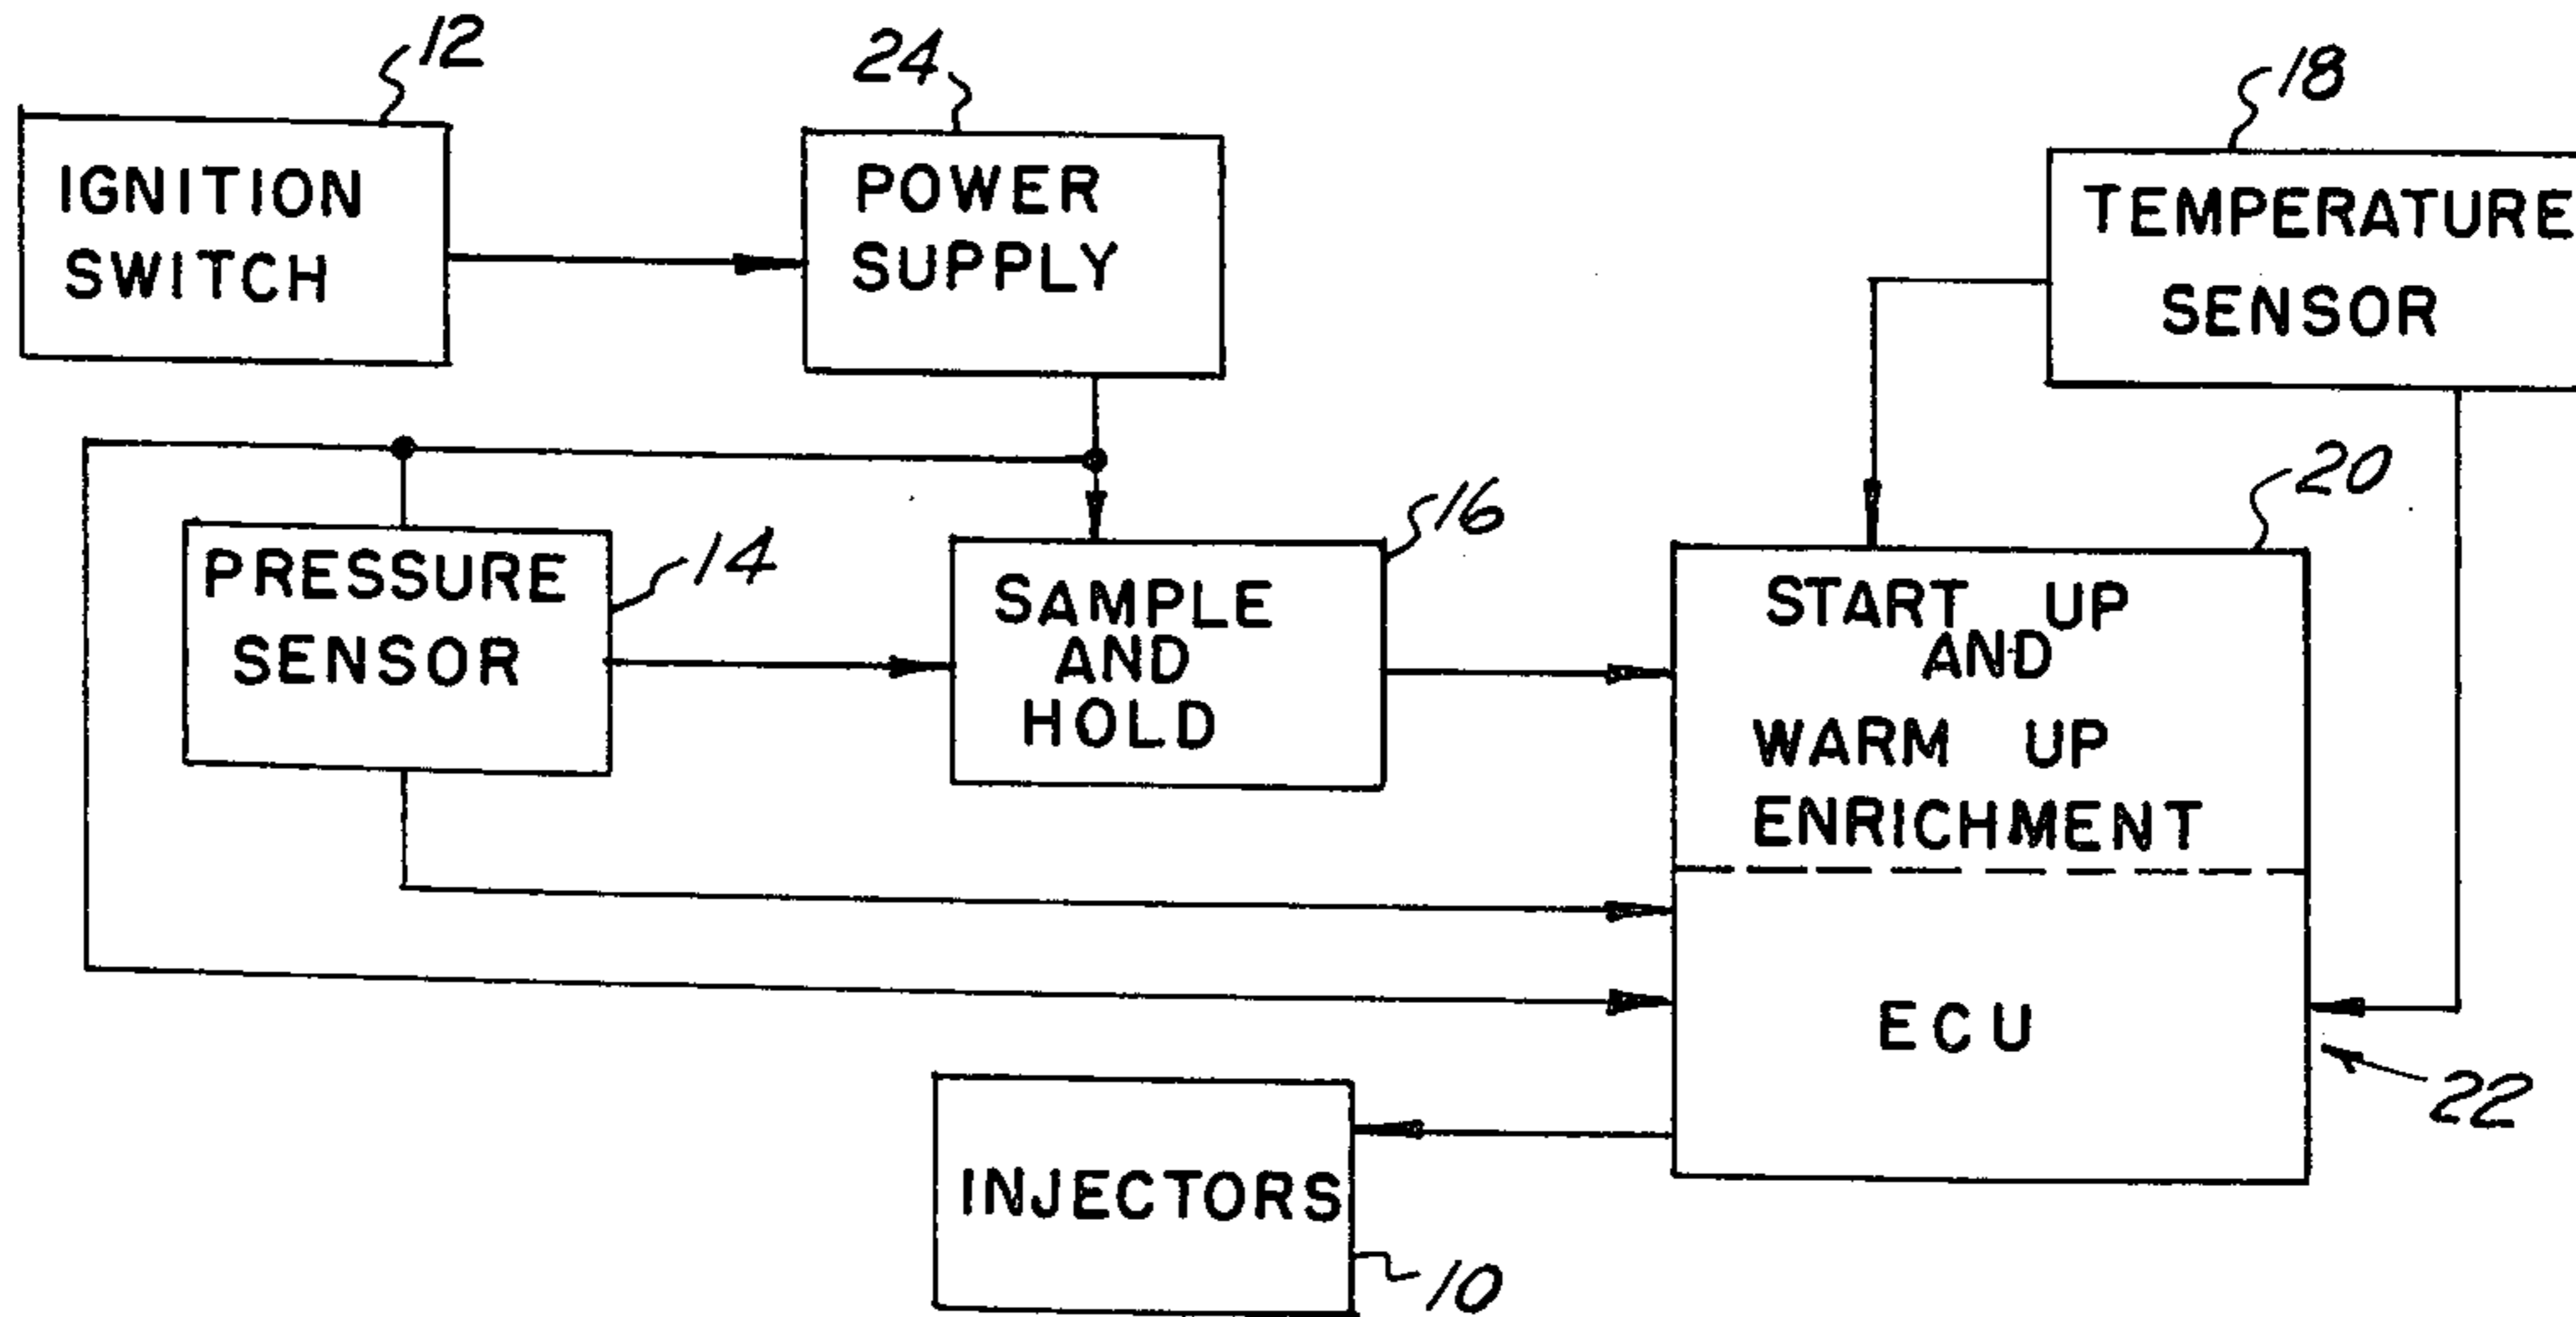 12
IGNITION
SWITCH
24
POWER
SUPPLY
18
TEMPERATURE
SENSOR
14
PRESSURE
SENSOR
16
SAMPLE
AND
HOLD
20
START UP
AND
WARM UP
ENRICHMENT
ECU
22
INJECTORS
10